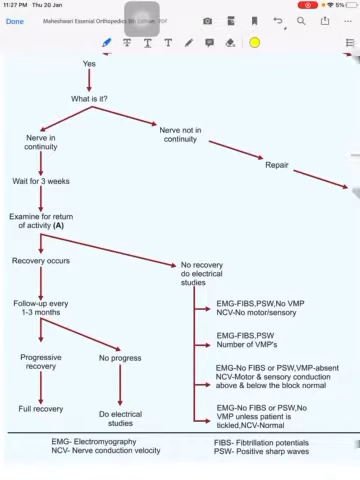 11:27 PM Thu 20 Jan
5%
Done
Maheshwari Essenial Orthopedics 5th Edition PDF
Yes
What is it?
Nerve in
continuity
Nerve not in
continuity
Repair
Wait for 3 weeks
Examine for return
of activity (A)
Recovery occurs
No recovery
do electrical
studies
Follow-up every
1-3 months
EMG-FIBS,PSW,No VMP
NCV-No motor/sensory
EMG-FIBS,PSW
Number of VMP's
Progressive
recovery
No progress
EMG-No FIBS or PSW,VMP-absent
NCV-Motor & sensory conduction
above & below the block normal
Full recovery
Do electrical
studies
EMG-No FIBS or PSW,No
VMP unless patient is
tickled,NCV-Normal
EMG- Electromyography
NCV- Nerve conduction velocity
FIBS- Fibtrillation potentials
PSW- Positive sharp waves